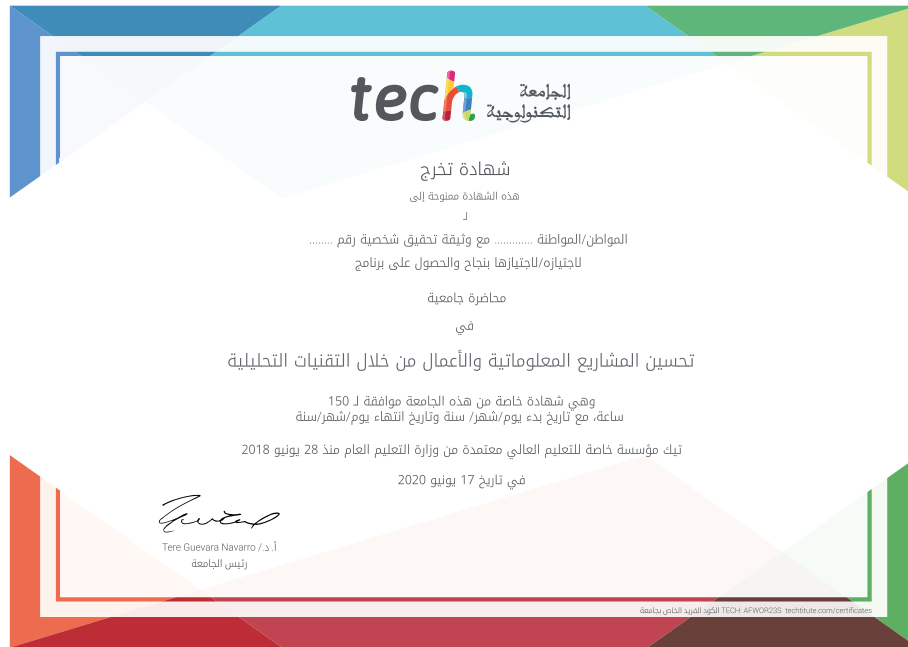 tech الجامعة
التكنولوجية
شهادة تخرج
هذه الشهادة ممنوحة إلى
لـ
المواطن/المواطنة ............. مع وثيقة تحقيق شخصية رقم ........
لاجتيازه/لاجتيازها بنجاح والحصول على برنامج
محاضرة جامعية
في
تحسين المشاريع المعلوماتية والأعمال من خلال التقنيات التحليلية
وهي شهادة خاصة من هذه الجامعة موافقة لـ 150
ساعة، مع تاريخ بدء يوم/شهر/ سنة وتاريخ انتهاء يوم/شهر/سنة
تيك مؤسسة خاصة للتعليم العالي معتمدة من وزارة التعليم العام منذ 28 يونيو 2018
في تاريخ 17 يونيو 2020
أ. د./ Tere Guevara Navarro
رئيس الجامعة
الكود الفريد الخاص بجامعة TECH: AFWOR23S techtitute.com/certificates